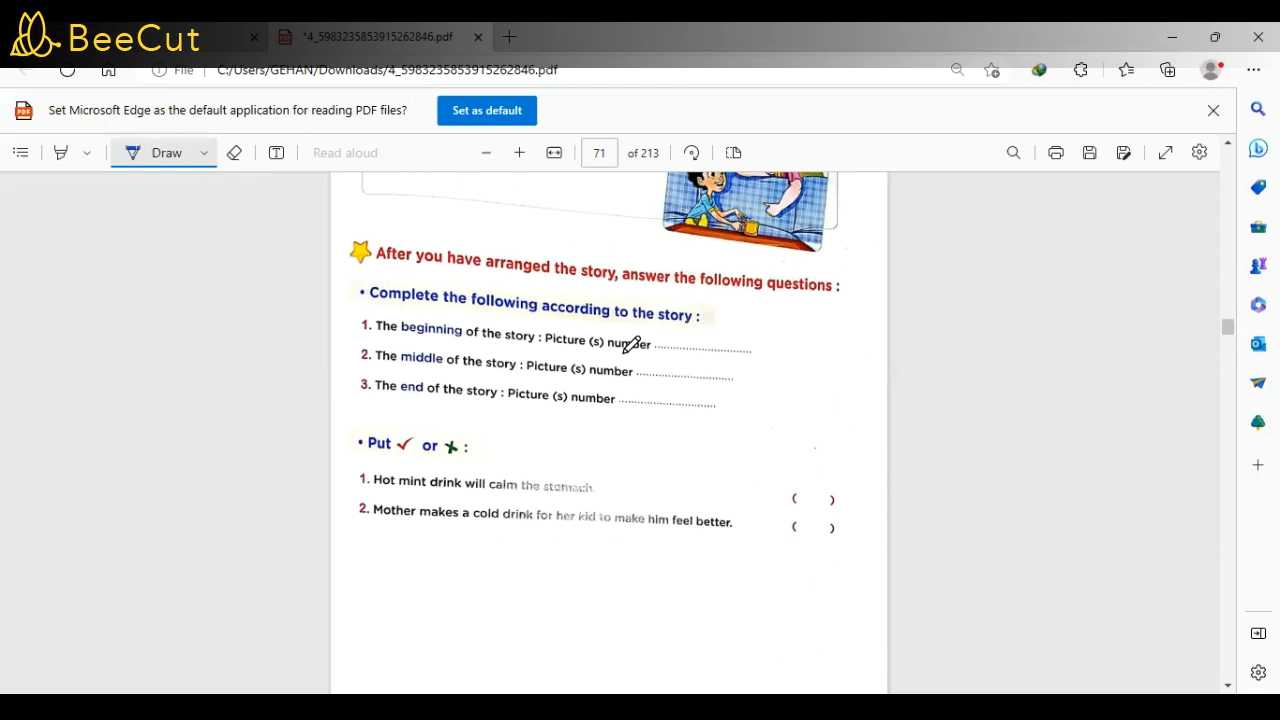 BeeCut
*4_5983235853915262846.pdf
File C:/Users/GEHAN/Downloads/4_5983235853915262846.pdf
Set Microsoft Edge as the default application for reading PDF files? Set as default
Draw Read aloud 71 of 213
After you have arranged the story, answer the following questions :
• Complete the following according to the story :
1. The beginning of the story : Picture (s) number ..............................
2. The middle of the story : Picture (s) number ..............................
3. The end of the story : Picture (s) number ..............................
• Put ✓ or ✗ :
1. Hot mint drink will calm the stomach. ( )
2. Mother makes a cold drink for her kid to make him feel better. ( )